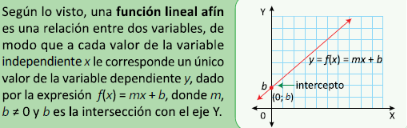 Según lo visto, una función lineal afín
es una relación entre dos variables, de
modo que a cada valor de la variable
independiente x le corresponde un único
valor de la variable dependiente y, dado
por la expresión f(x) = mx + b, donde m,
b ≠ 0 y b es la intersección con el eje Y.
Y
y = f(x) = mx + b
b
intercepto
(0; b)
0
X